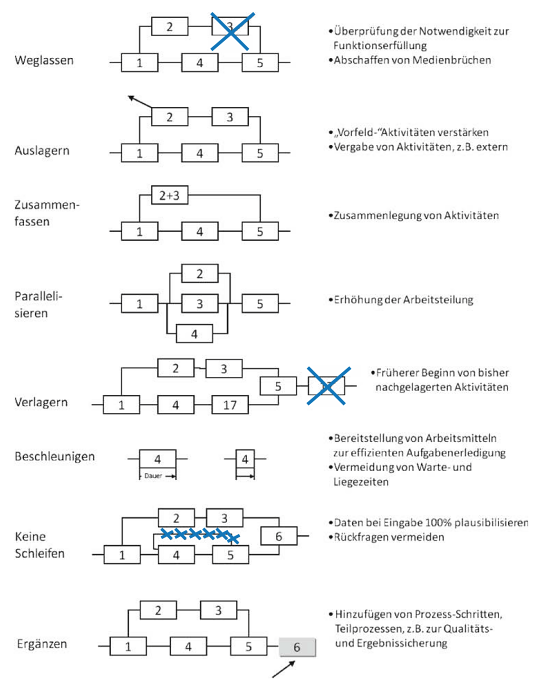 2 3
Weglassen
1 4 5
•Überprüfung der Notwendigkeit zur
Funktionserfüllung
•Abschaffen von Medienbrüchen
2 3
Auslagern
1 4 5
•„Vorfeld-“Aktivitäten verstärken
•Vergabe von Aktivitäten, z.B. extern
2+3
Zusammen-
fassen
1 4 5
•Zusammenlegung von Aktivitäten
2
Paralleli-
sieren
1 3 5
4
•Erhöhung der Arbeitsteilung
2 3
5
Verlagern
1 4 17
•Früherer Beginn von bisher
nachgelagerten Aktivitäten
Beschleunigen
4 4
Dauer
•Bereitstellung von Arbeitsmitteln
zur effizienten Aufgabenerledigung
•Vermeidung von Warte- und
Liegezeiten
2 3
6
Keine
Schleifen
1 4 5
•Daten bei Eingabe 100% plausibilisieren
•Rückfragen vermeiden
2 3
Ergänzen
1 4 5 6
•Hinzufügen von Prozess-Schritten,
Teilprozessen, z.B. zur Qualitäts-
und Ergebnissicherung